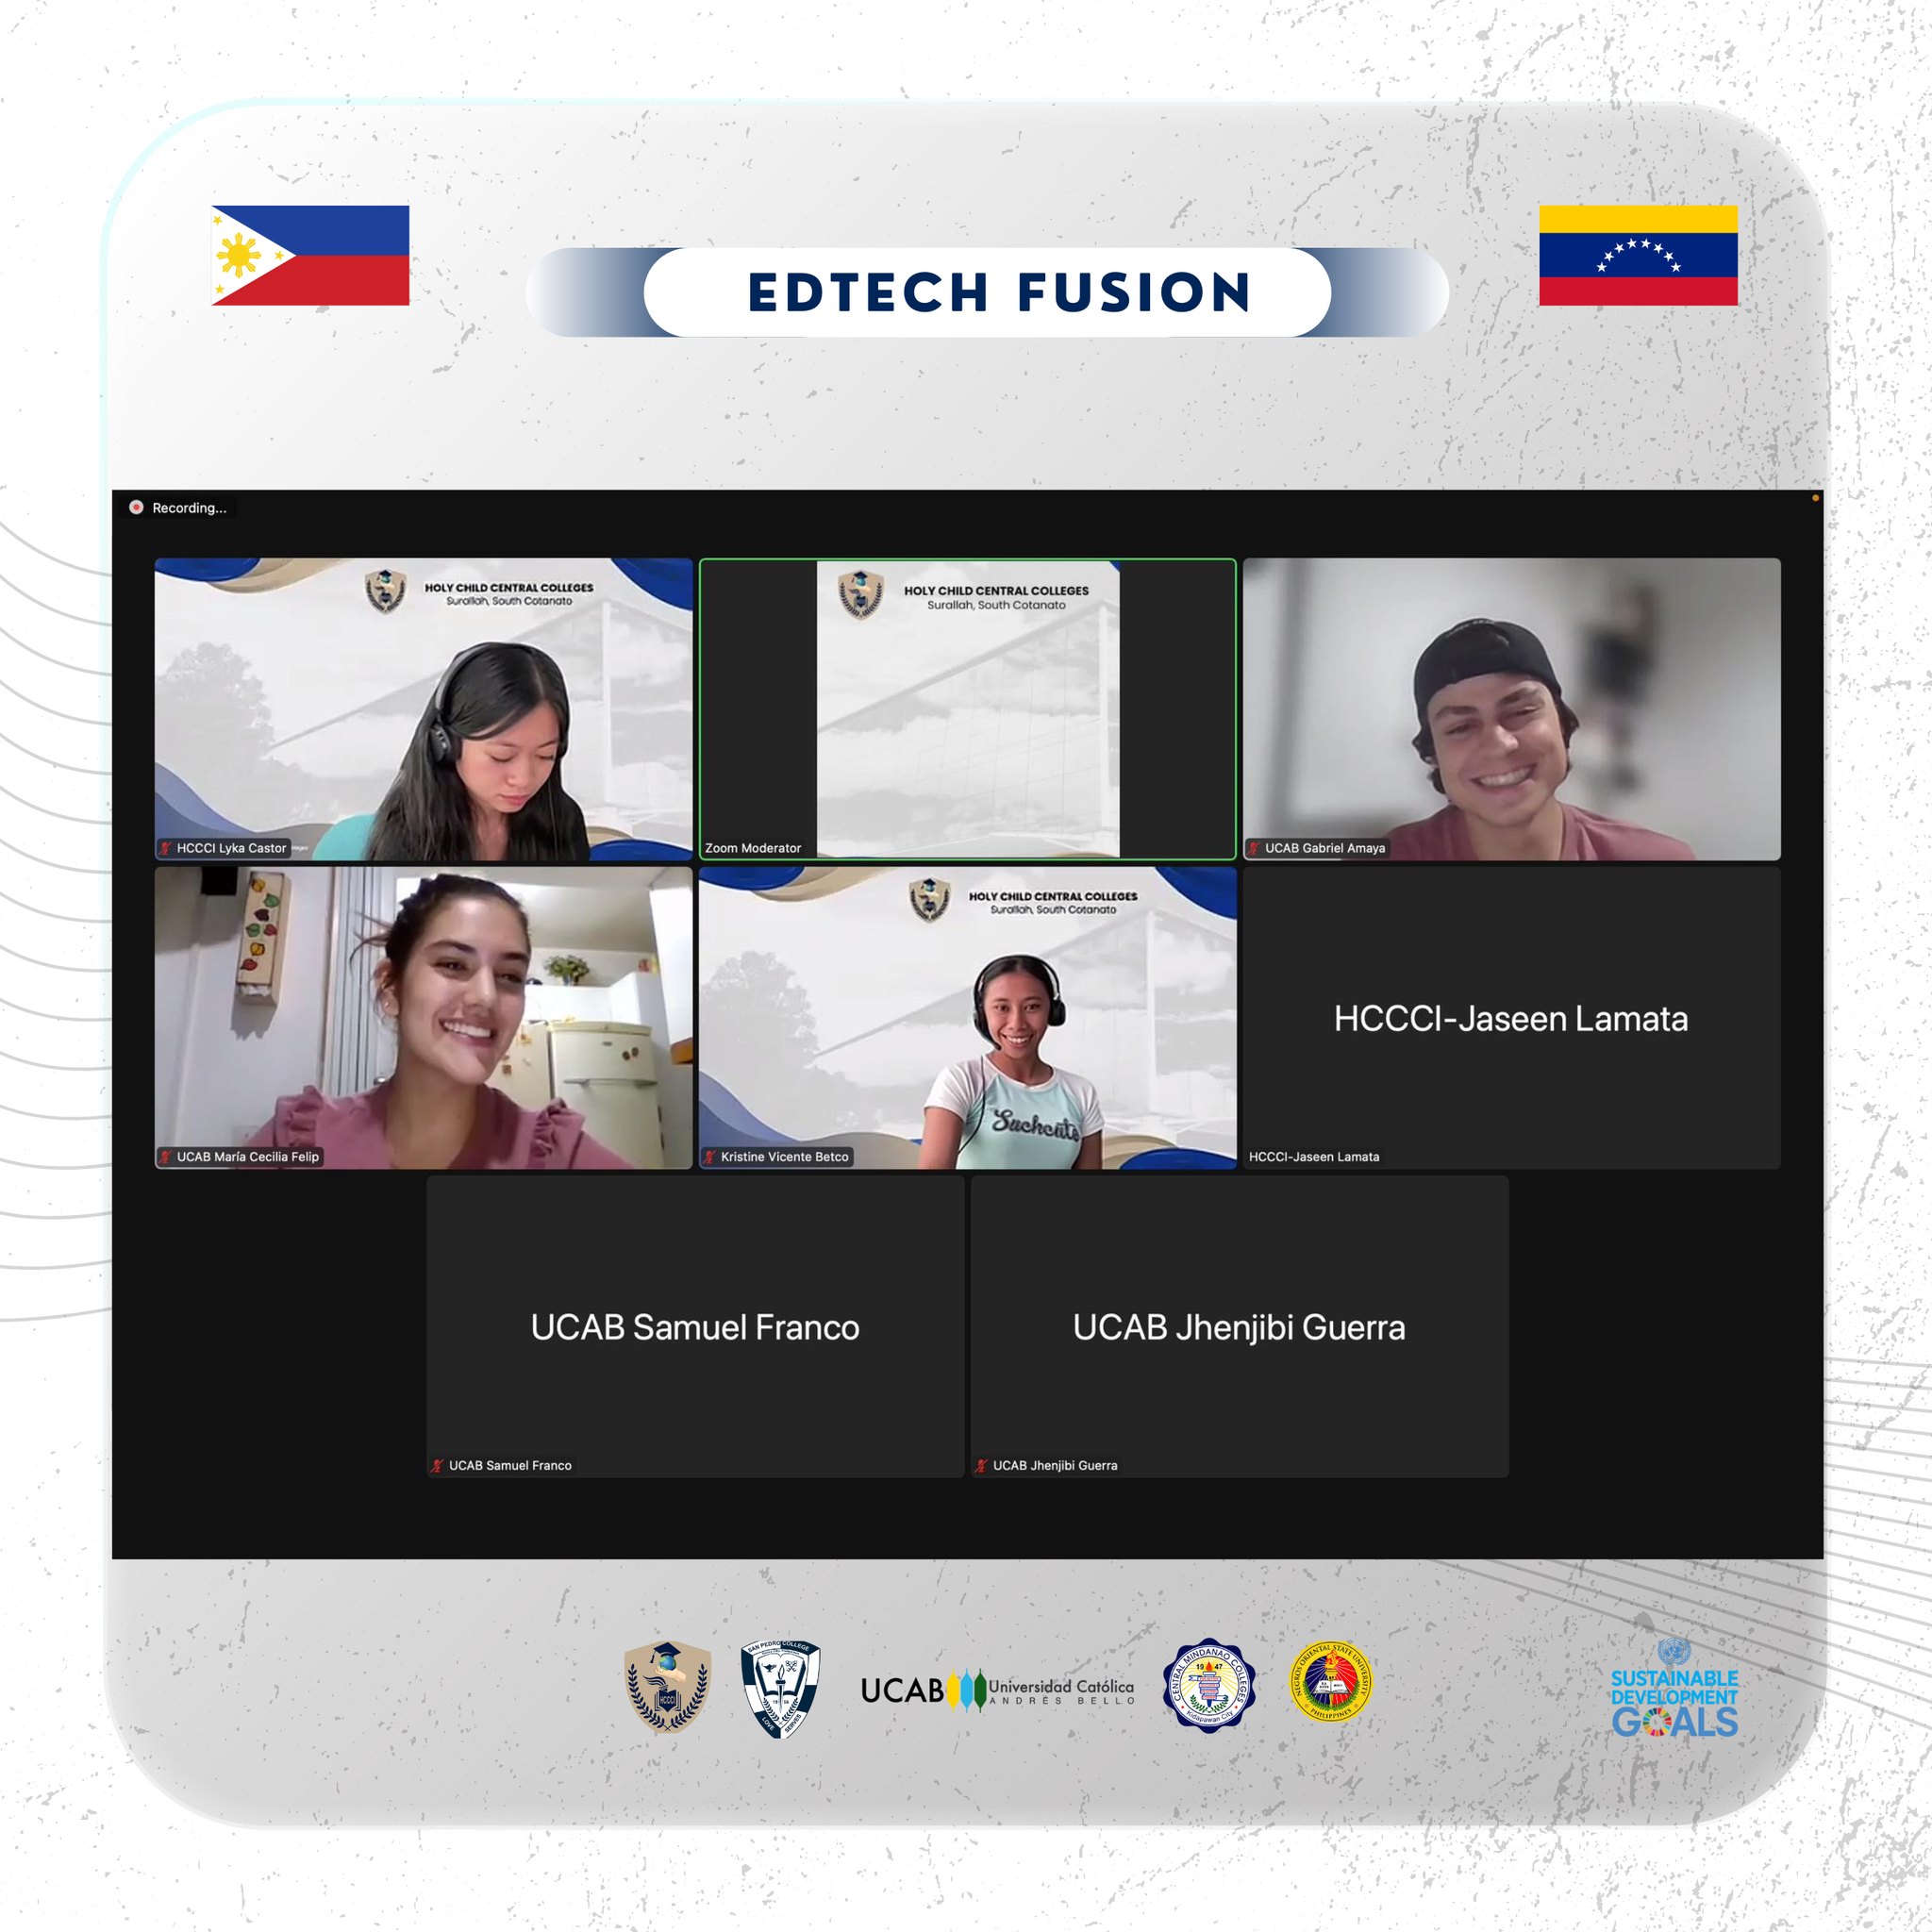 EDTECH FUSION
Recording...
HOLY CHILD CENTRAL COLLEGES
Surallah, South Cotanato
HCCCI Lyka Castor
HOLY CHILD CENTRAL COLLEGES
Surallah, South Cotanato
Zoom Moderator
UCAB Gabriel Amaya
UCAB María Cecilia Felip
HOLY CHILD CENTRAL COLLEGES
Surallah, South Cotanato
Suchcute
Kristine Vicente Betco
HCCCI-Jaseen Lamata
HCCCI-Jaseen Lamata
UCAB Samuel Franco
UCAB Samuel Franco
UCAB Jhenjibi Guerra
UCAB Jhenjibi Guerra
HCCCI
SAN PEDRO COLLEGE
LOVE SERVES
UCAB
Universidad Católica
ANDRÉS BELLO
CENTRAL MINDANAO COLLEGES
1947
Kidapawan City
NEGROS ORIENTAL STATE UNIVERSITY
PHILIPPINES
SUSTAINABLE
DEVELOPMENT
GOALS